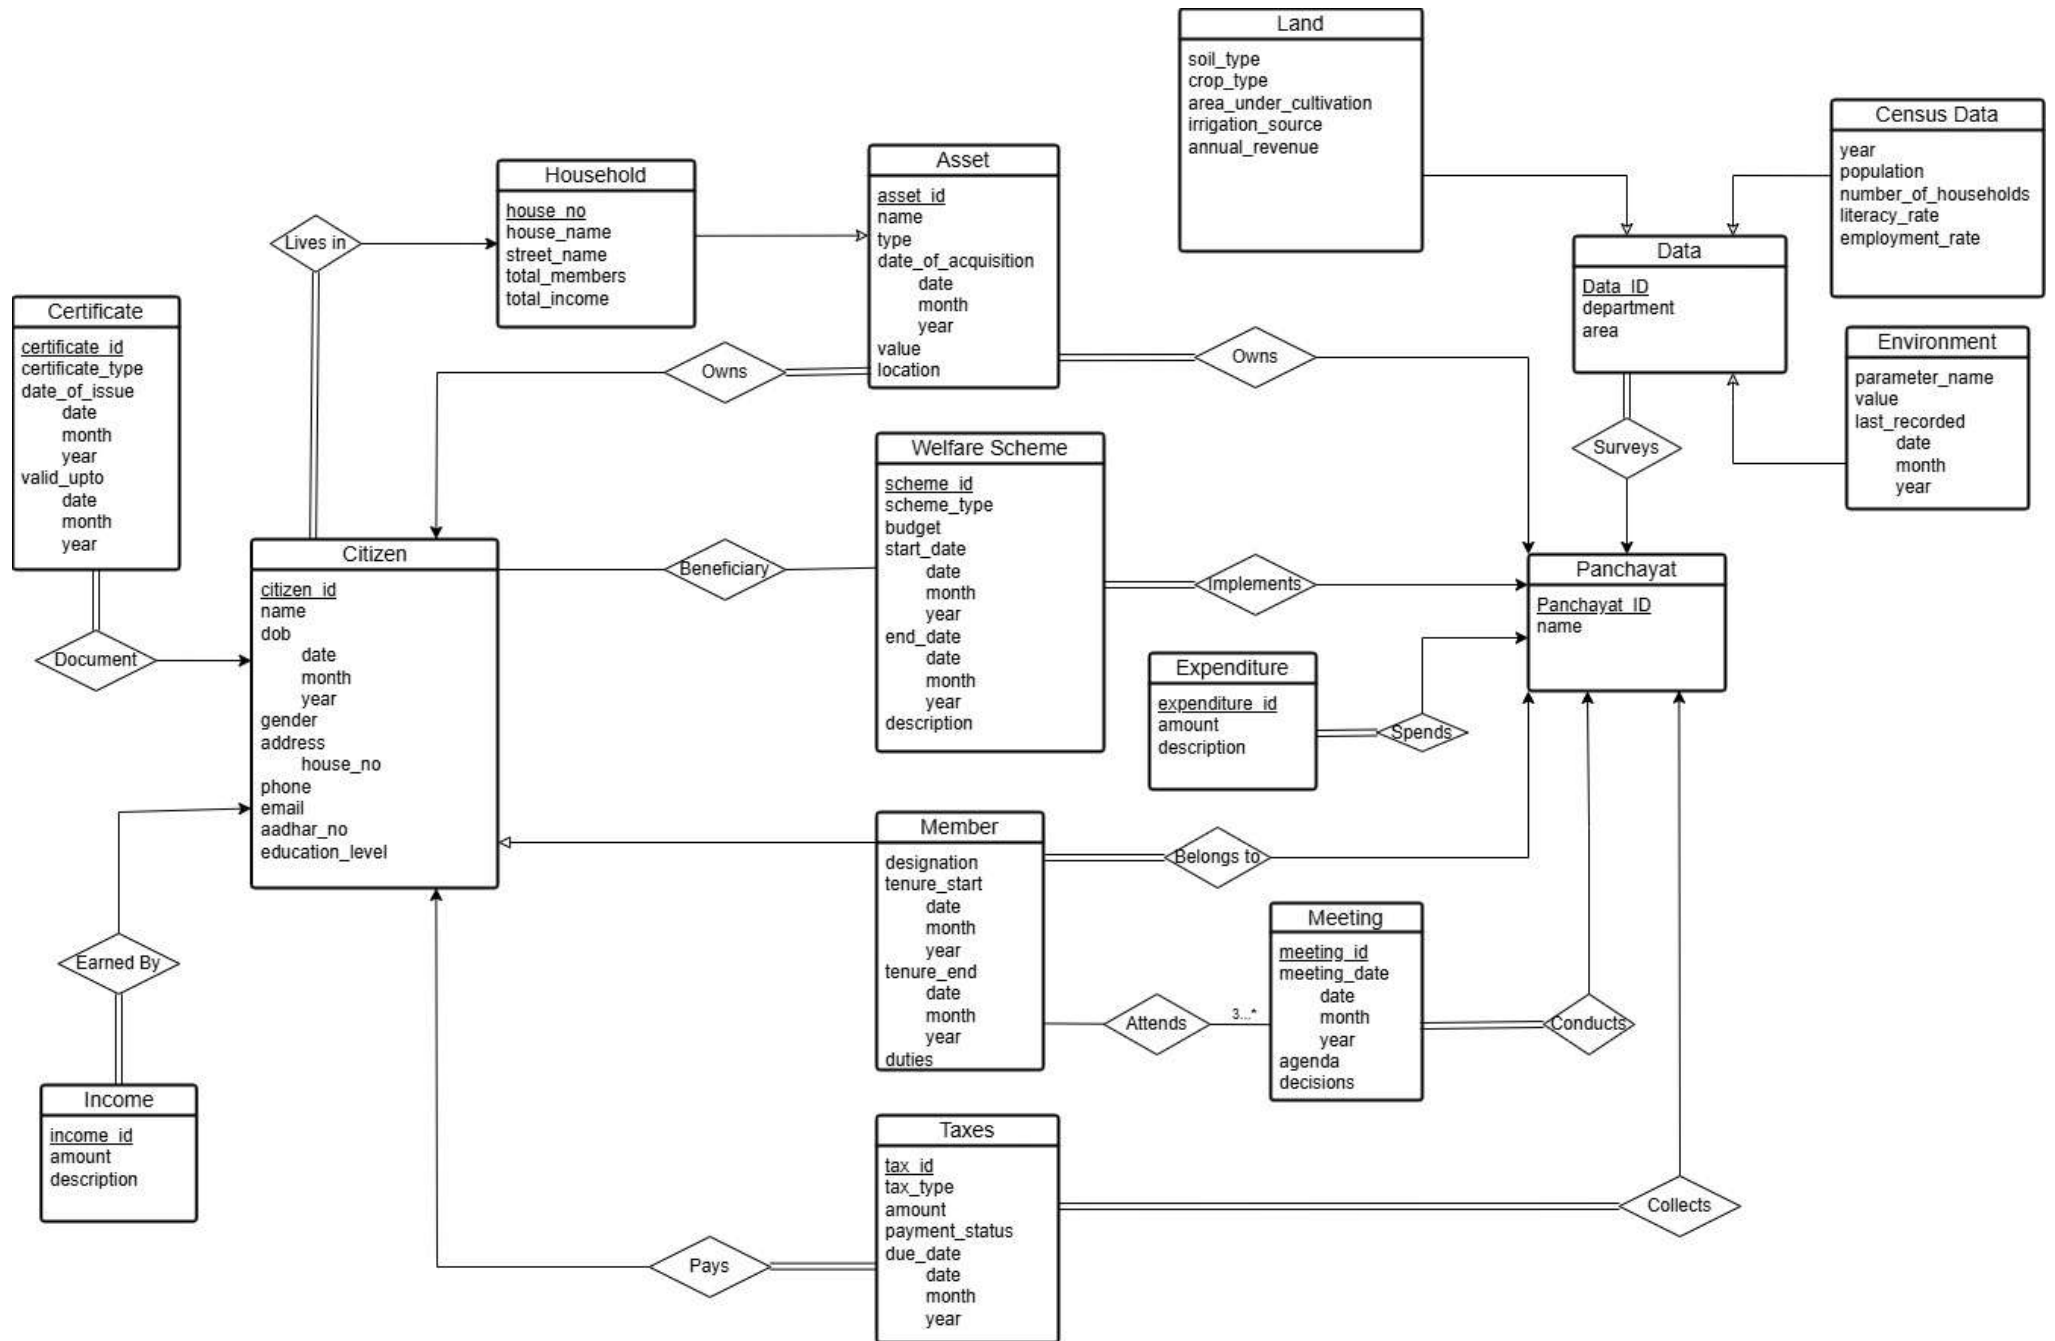 Land
soil_type
crop_type
area_under_cultivation
irrigation_source
annual_revenue
Census Data
year
population
number_of_households
literacy_rate
employment_rate
Household
house_no
house_name
street_name
total_members
total_income
Asset
asset_id
name
type
date_of_acquisition
date
month
year
value
location
Lives in
Owns
Owns
Data
Data_ID
department
area
Environment
parameter_name
value
last_recorded
date
month
year
Surveys
Certificate
certificate_id
certificate_type
date_of_issue
date
month
year
valid_upto
date
month
year
Document
Citizen
citizen_id
name
dob
date
month
year
gender
address
house_no
phone
email
aadhar_no
education_level
Beneficiary
Welfare Scheme
scheme_id
scheme_type
budget
start_date
date
month
year
end_date
date
month
year
description
Implements
Panchayat
Panchayat_ID
name
Expenditure
expenditure_id
amount
description
Spends
Member
designation
tenure_start
date
month
year
tenure_end
date
month
year
duties
Belongs to
Attends
3...*
Meeting
meeting_id
meeting_date
date
month
year
agenda
decisions
Conducts
Earned By
Income
income_id
amount
description
Taxes
tax_id
tax_type
amount
payment_status
due_date
date
month
year
Pays
Collects